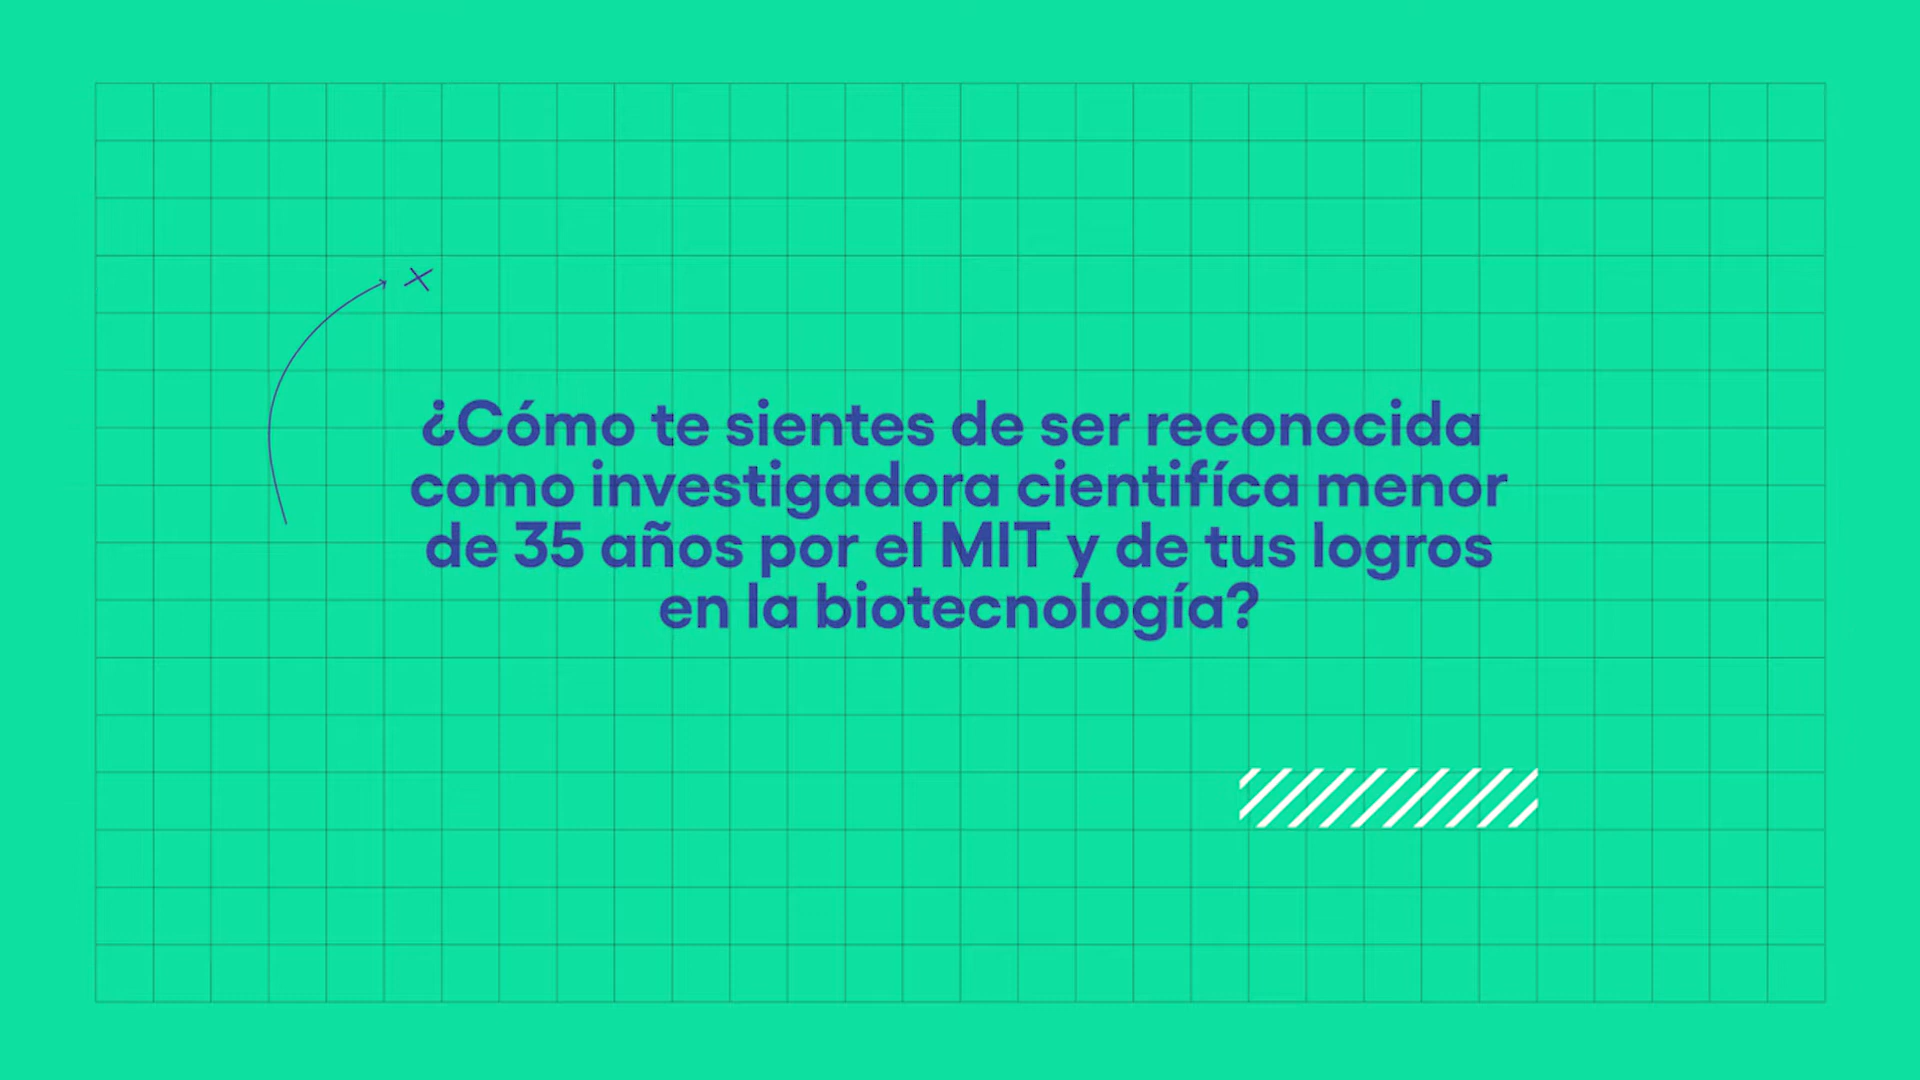 ¿Cómo te sientes de ser reconocida
como investigadora cientifíca menor
de 35 años por el MIT y de tus logros
en la biotecnología?